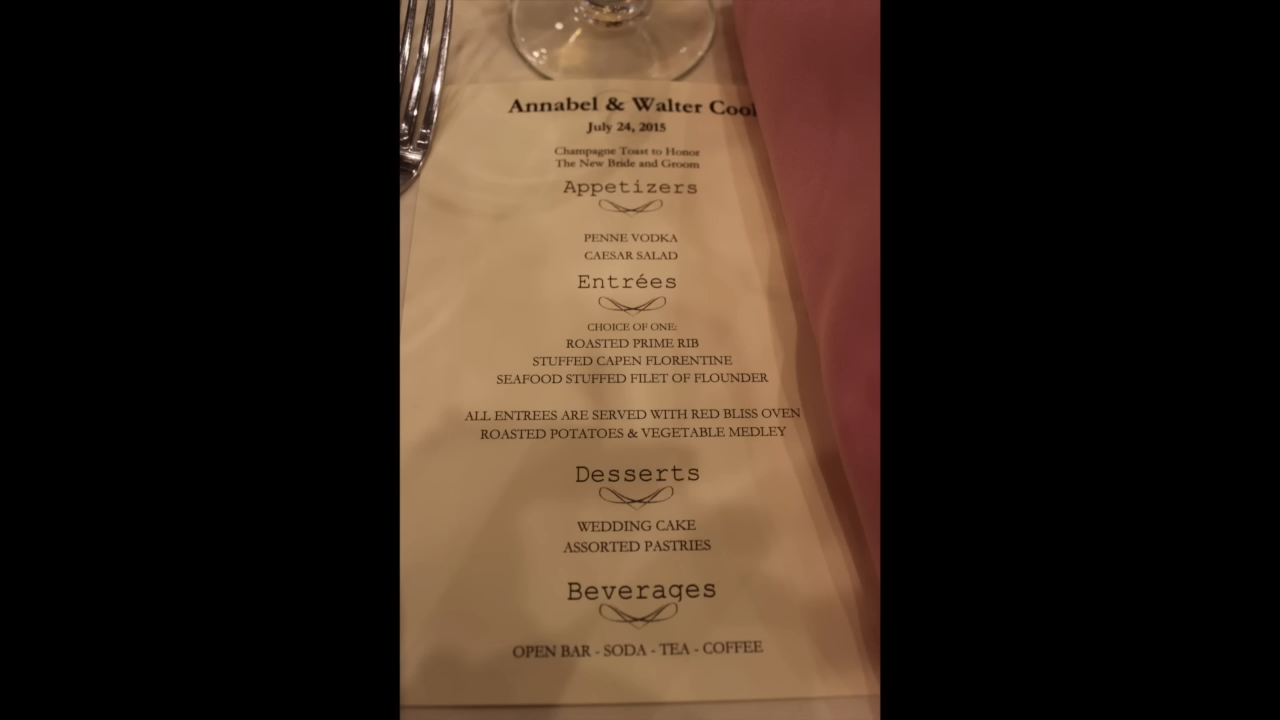 Annabel & Walter
July 24, 2015
Champagne Toast to Honor
The New Bride and Groom
Appetizers
PENNE VODKA
CAESAR SALAD
Entrées
CHOICE OF ONE:
ROASTED PRIME RIB
STUFFED CAPEN FLORENTINE
SEAFOOD STUFFED FILET OF FLOUNDER
ALL ENTREES ARE SERVED WITH RED BLISS OVEN
ROASTED POTATOES & VEGETABLE MEDLEY
Desserts
WEDDING CAKE
ASSORTED PASTRIES
Beverages
OPEN BAR - SODA - TEA - COFFEE